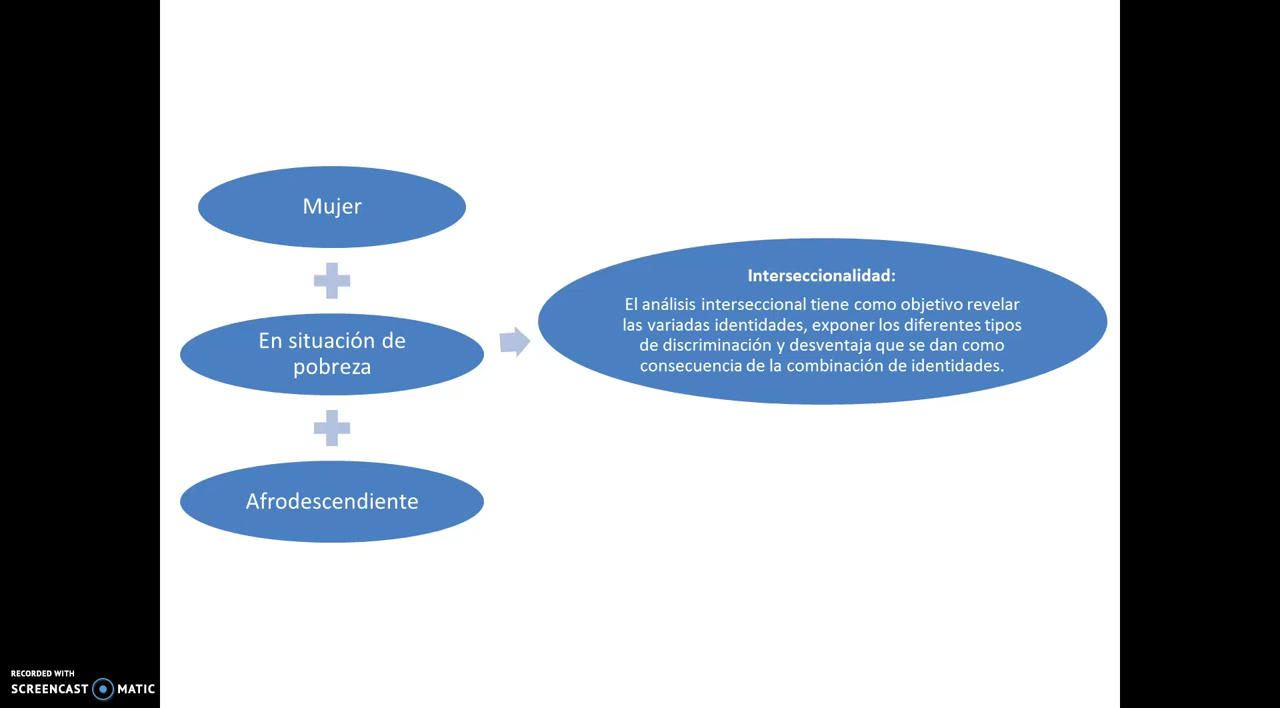 Mujer
En situación de
pobreza
Afrodescendiente
Interseccionalidad:
El análisis interseccional tiene como objetivo revelar
las variadas identidades, exponer los diferentes tipos
de discriminación y desventaja que se dan como
consecuencia de la combinación de identidades.
RECORDED WITH
SCREENCAST MATIC